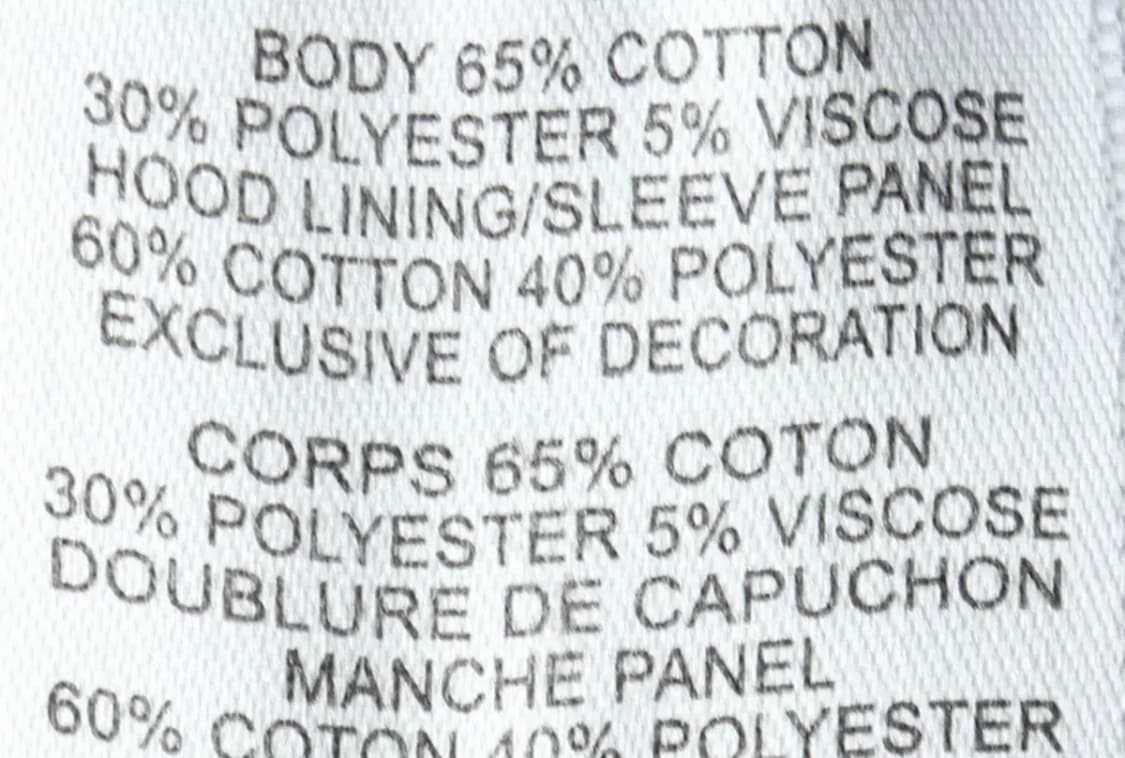 BODY 65% COTTON
30% POLYESTER 5% VISCOSE
HOOD LINING/SLEEVE PANEL
60% COTTON 40% POLYESTER
EXCLUSIVE OF DECORATION
CORPS 65% COTON
30% POLYESTER 5% VISCOSE
DOUBLURE DE CAPUCHON
MANCHE PANEL
60% COTON 40% POLYESTER